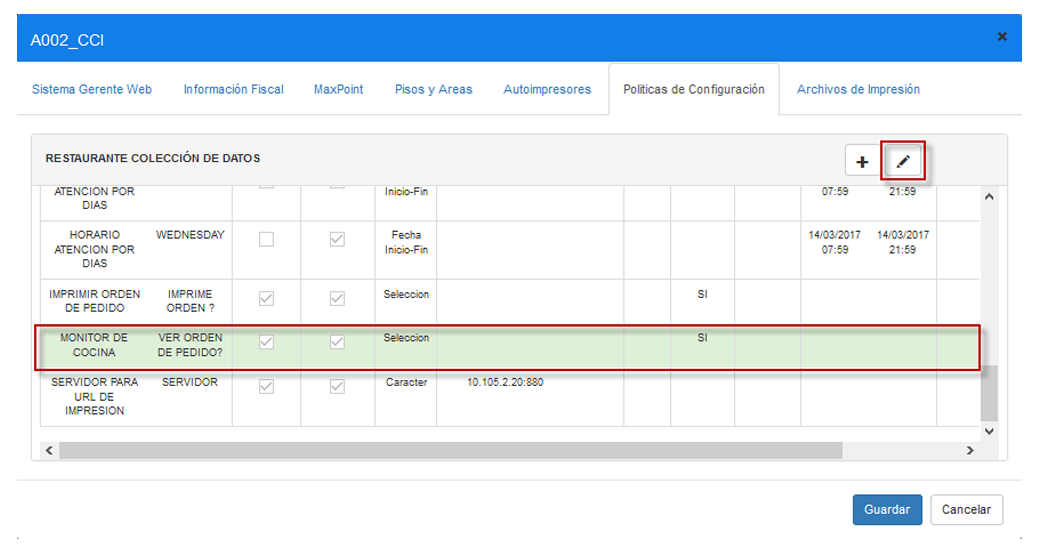 A002_CCI
Sistema Gerente Web Información Fiscal MaxPoint Pisos y Areas Autoimpresores Politicas de Configuración Archivos de Impresión
RESTAURANTE COLECCIÓN DE DATOS
ATENCION POR Inicio-Fin 07:59 21:59
DIAS
HORARIO WEDNESDAY Fecha 14/03/2017 14/03/2017
ATENCION POR Inicio-Fin 07:59 21:59
DIAS
IMPRIMIR ORDEN IMPRIME Seleccion SI
DE PEDIDO ORDEN ?
MONITOR DE VER ORDEN Seleccion SI
COCINA DE PEDIDO?
SERVIDOR PARA SERVIDOR Caracter 10.105.2.20:880
URL DE
IMPRESION
Guardar Cancelar